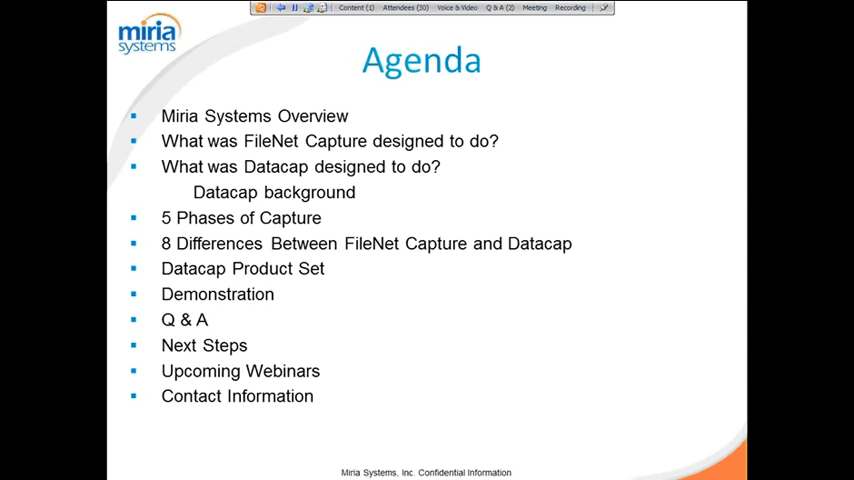 Content (1) Attendees (30) Voice & Video Q & A (2) Meeting Recording
miria
systems
Agenda
Miria Systems Overview
What was FileNet Capture designed to do?
What was Datacap designed to do?
Datacap background
5 Phases of Capture
8 Differences Between FileNet Capture and Datacap
Datacap Product Set
Demonstration
Q & A
Next Steps
Upcoming Webinars
Contact Information
Miria Systems, Inc. Confidential Information